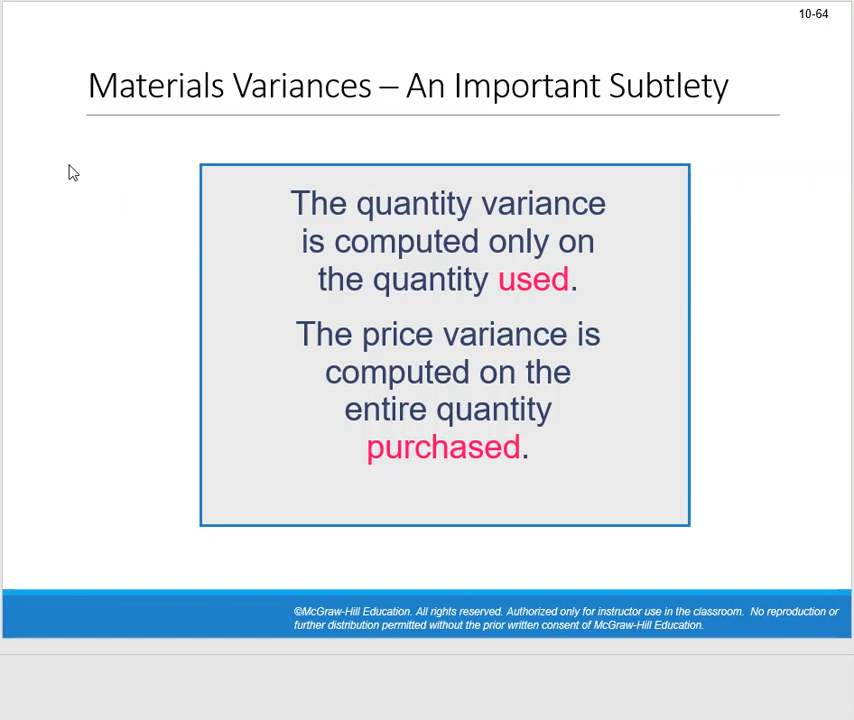 10-64
Materials Variances – An Important Subtlety
The quantity variance
is computed only on
the quantity used.
The price variance is
computed on the
entire quantity
purchased.
©McGraw-Hill Education. All rights reserved. Authorized only for instructor use in the classroom.  No reproduction or
further distribution permitted without the prior written consent of McGraw-Hill Education.